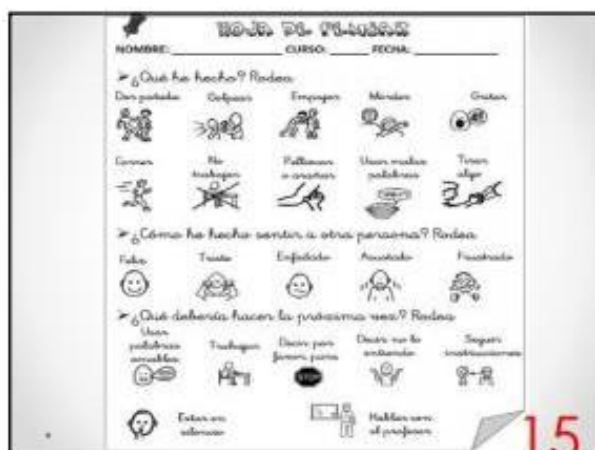 HOJA DE PENSAR
NOMBRE: CURSO: FECHA:
¿Qué he hecho? Rodea
Dar patadas Golpear Empujar Morder Gritar
Correr No trabajar Pellizcar o arañar Usar malas palabras Tirar algo
¿Cómo he hecho sentir a otra persona? Rodea
Feliz Triste Enfadado Asustado Frustrado
¿Qué debería hacer la próxima vez? Rodea
Usar palabras amables Trabajar Decir por favor para Decir no lo entiendo Seguir instrucciones
STOP
Estar en silencio Hablar con el profesor
15